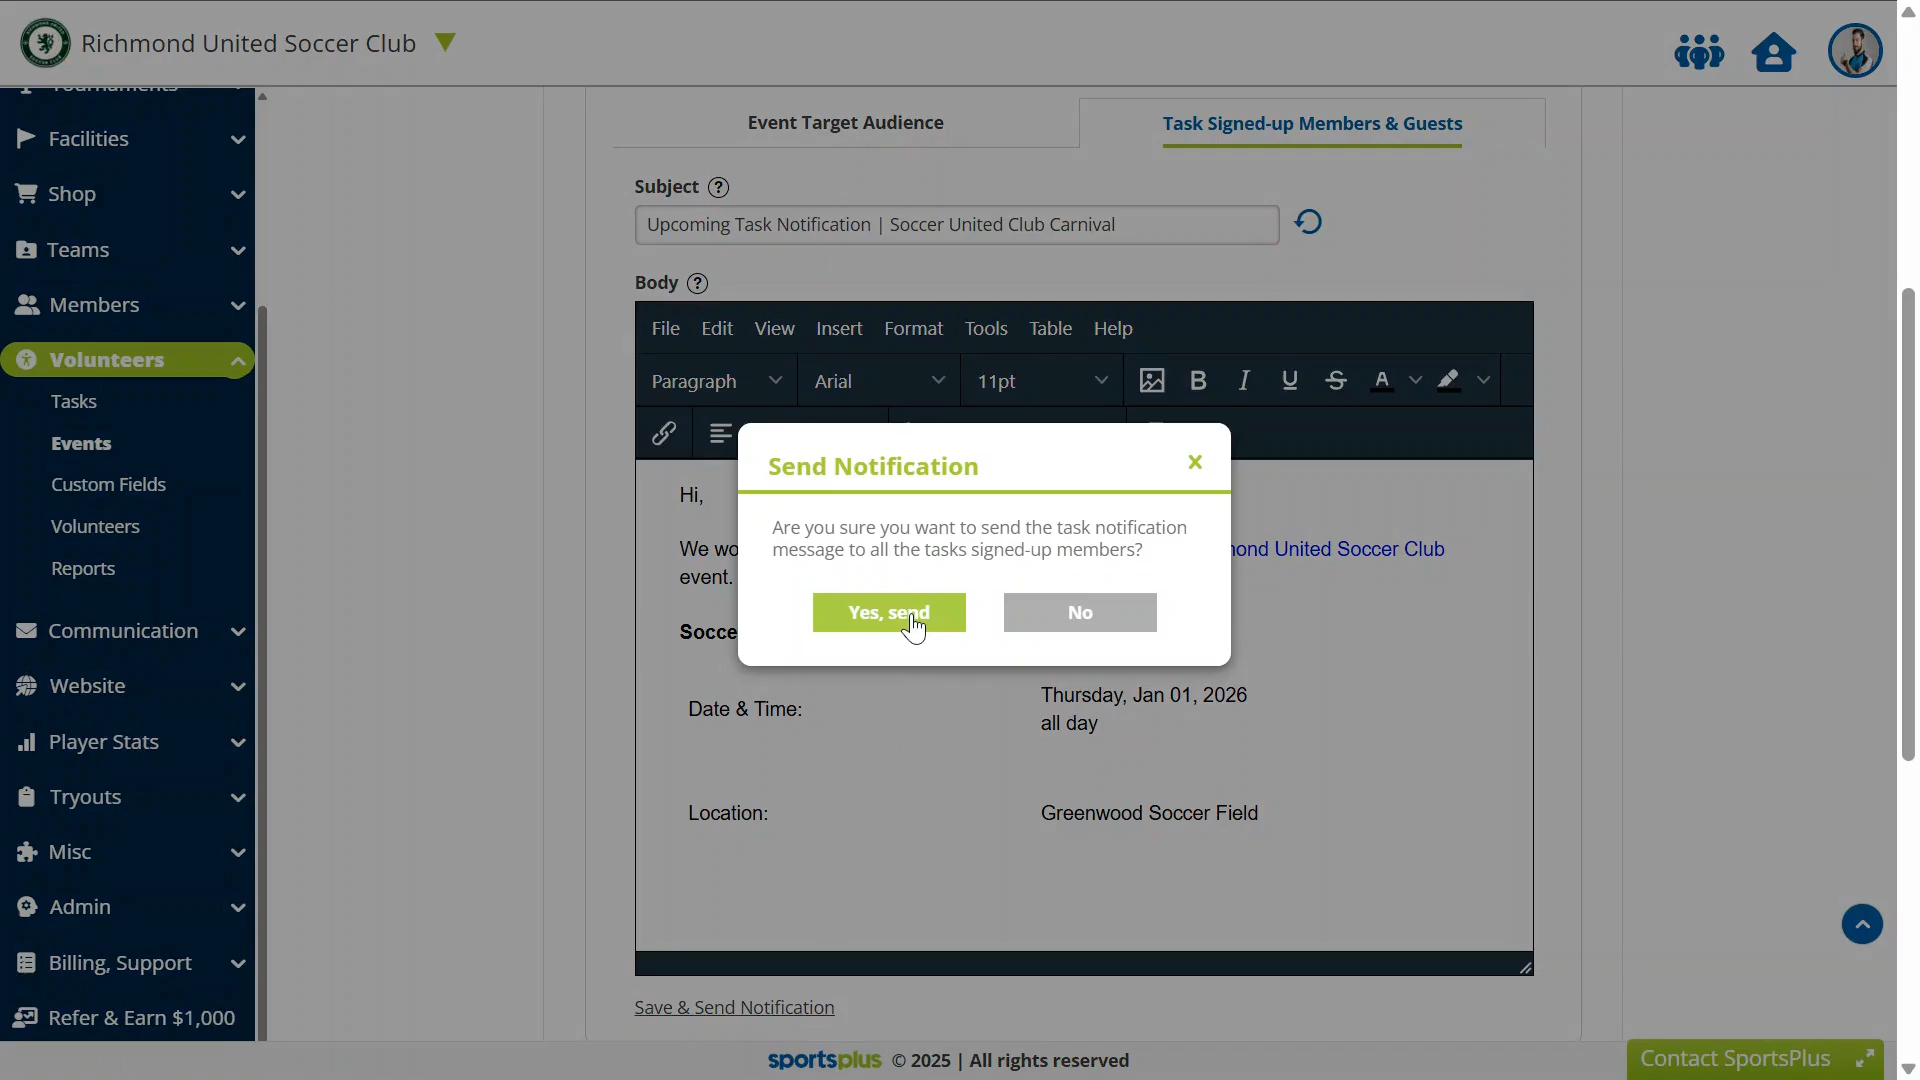 Richmond United Soccer Club
Tournaments
Facilities
Shop
Teams
Members
Volunteers
Tasks
Events
Custom Fields
Volunteers
Reports
Communication
Website
Player Stats
Tryouts
Misc
Admin
Billing, Support
Refer & Earn $1,000
Event Target Audience
Task Signed-up Members & Guests
Subject ?
Upcoming Task Notification | Soccer United Club Carnival
Body ?
File Edit View Insert Format Tools Table Help
Paragraph Arial 11pt B I U S A
Hi,
We wo
mond United Soccer Club
event.
Socce
Date & Time:
Thursday, Jan 01, 2026
all day
Location:
Greenwood Soccer Field
Send Notification
Are you sure you want to send the task notification
message to all the tasks signed-up members?
Yes, send
No
Save & Send Notification
sportsplus © 2025 | All rights reserved
Contact SportsPlus